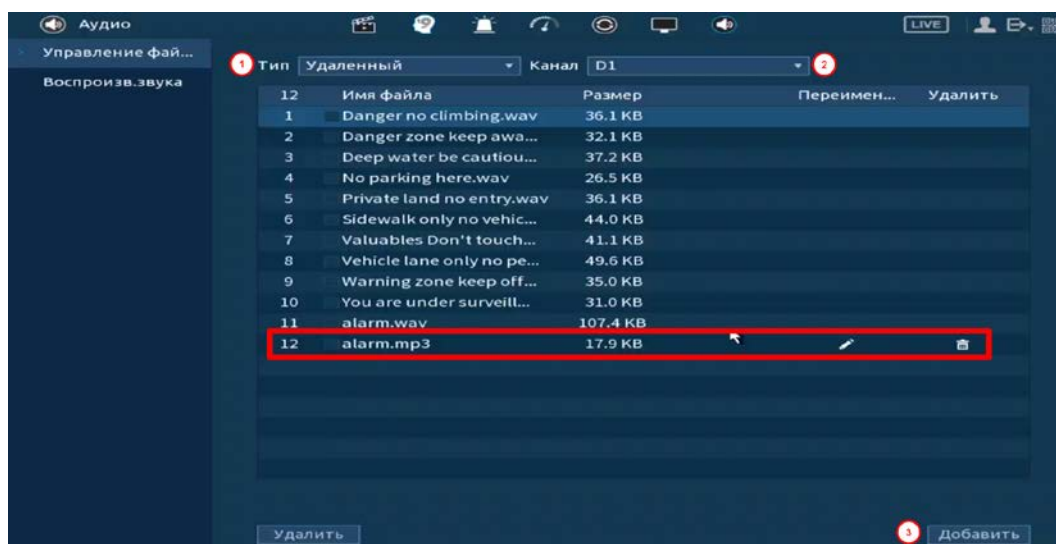 Аудио
LIVE
Управление фай...
Воспроизв.звука
1 Тип Удаленный Канал D1 2
12 Имя файла Размер Переимен... Удалить
1 Danger no climbing.wav 36.1 KB
2 Danger zone keep awa... 32.1 KB
3 Deep water be cautiou... 37.2 KB
4 No parking here.wav 26.5 KB
5 Private land no entry.wav 36.1 KB
6 Sidewalk only no vehic... 44.0 KB
7 Valuables Don't touch... 41.1 KB
8 Vehicle lane only no pe... 49.6 KB
9 Warning zone keep off... 35.0 KB
10 You are under surveill... 31.0 KB
11 alarm.wav 107.4 KB
12 alarm.mp3 17.9 KB
Удалить 3 Добавить